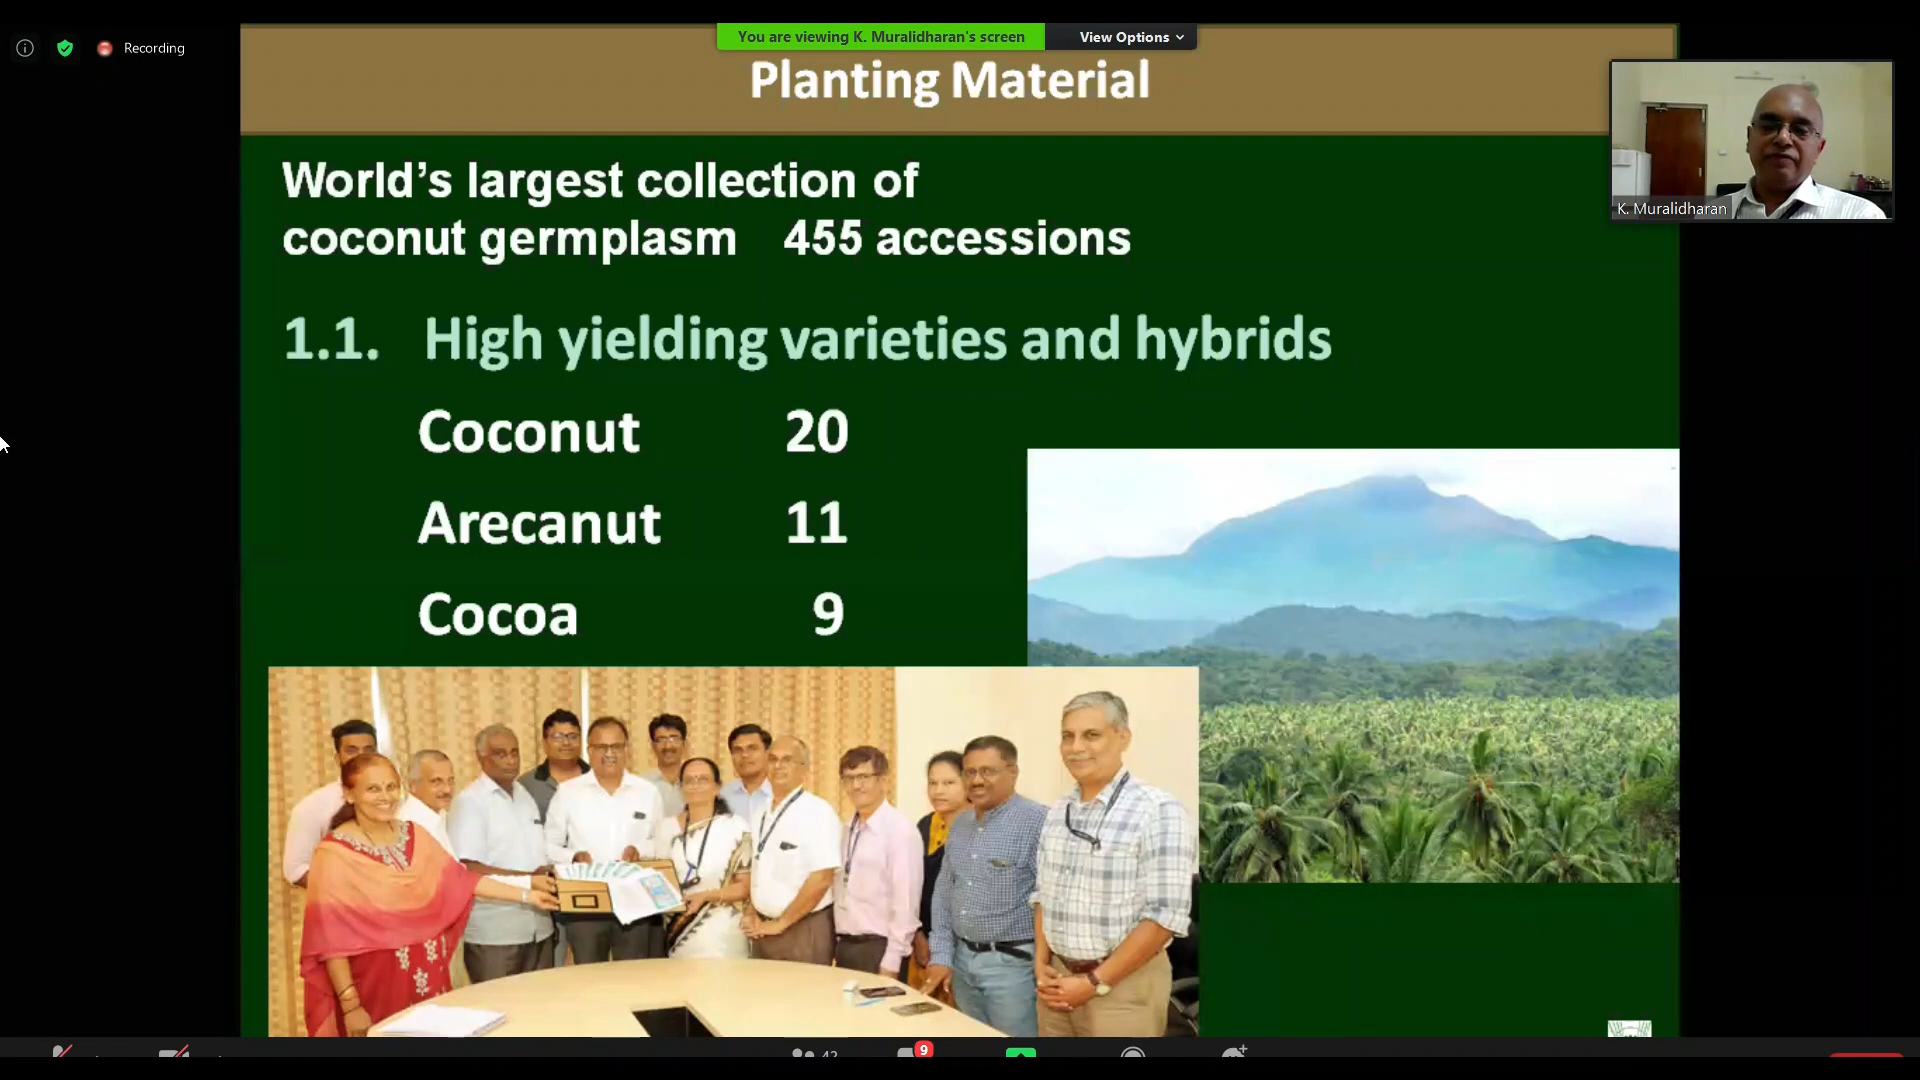 Recording
You are viewing K. Muralidharan's screen
View Options
Planting Material
K. Muralidharan
World's largest collection of
coconut germplasm 455 accessions
1.1. High yielding varieties and hybrids
Coconut 20
Arecanut 11
Cocoa 9
9